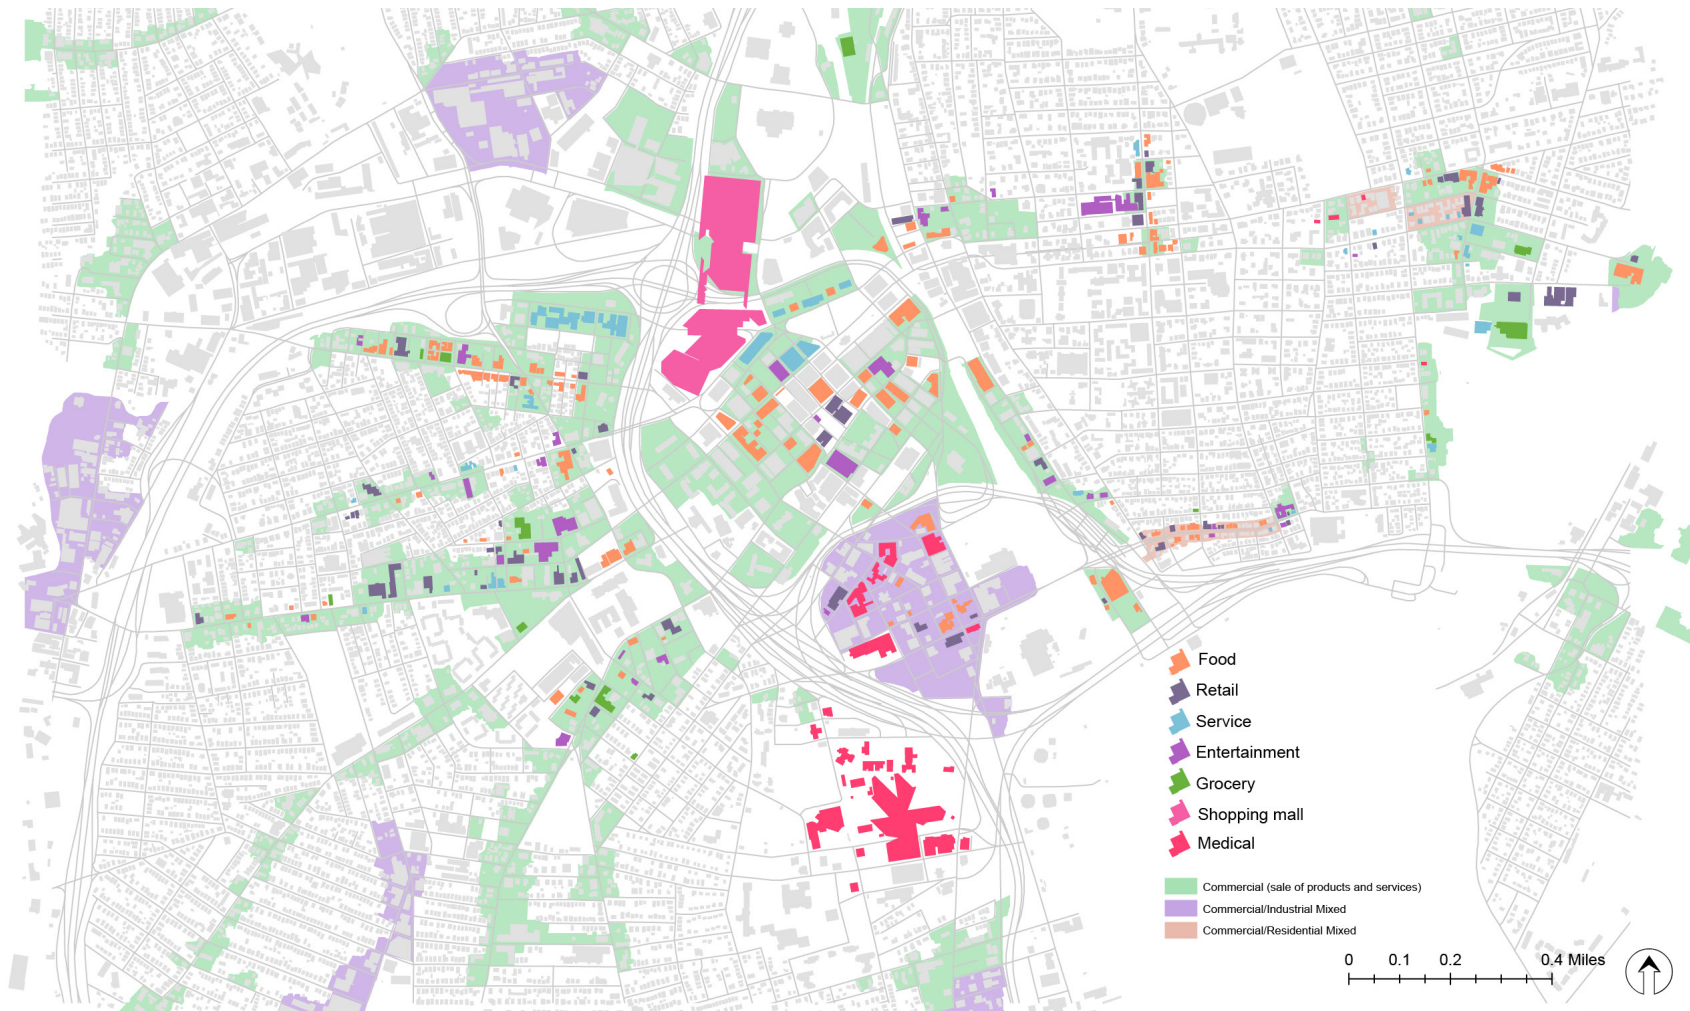 Food
Retail
Service
Entertainment
Grocery
Shopping mall
Medical
Commercial (sale of products and services)
Commercial/Industrial Mixed
Commercial/Residential Mixed
0 0.1 0.2 0.4 Miles